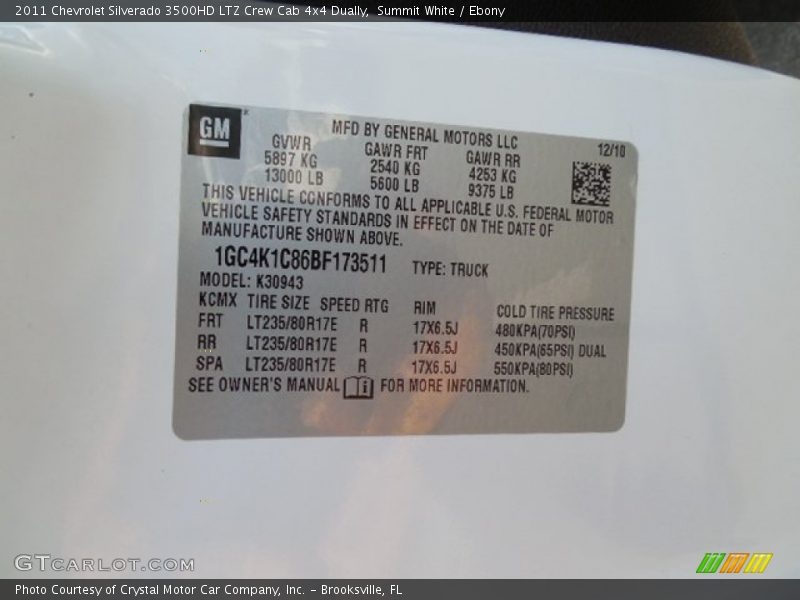 2011 Chevrolet Silverado 3500HD LTZ Crew Cab 4x4 Dually, Summit White / Ebony
GM
MFD BY GENERAL MOTORS LLC 12/10
GVWR GAWR FRT GAWR RR
5897 KG 2540 KG 4253 KG
13000 LB 5600 LB 9375 LB
THIS VEHICLE CONFORMS TO ALL APPLICABLE U.S. FEDERAL MOTOR
VEHICLE SAFETY STANDARDS IN EFFECT ON THE DATE OF
MANUFACTURE SHOWN ABOVE.
1GC4K1C86BF173511 TYPE: TRUCK
MODEL: K30943
KCMX TIRE SIZE SPEED RTG RIM COLD TIRE PRESSURE
FRT LT235/80R17E R 17X6.5J 480KPA(70PSI)
RR LT235/80R17E R 17X6.5J 450KPA(65PSI) DUAL
SPA LT235/80R17E R 17X6.5J 550KPA(80PSI)
SEE OWNER'S MANUAL i FOR MORE INFORMATION.
GTCARLOT.COM
Photo Courtesy of Crystal Motor Car Company, Inc. - Brooksville, FL